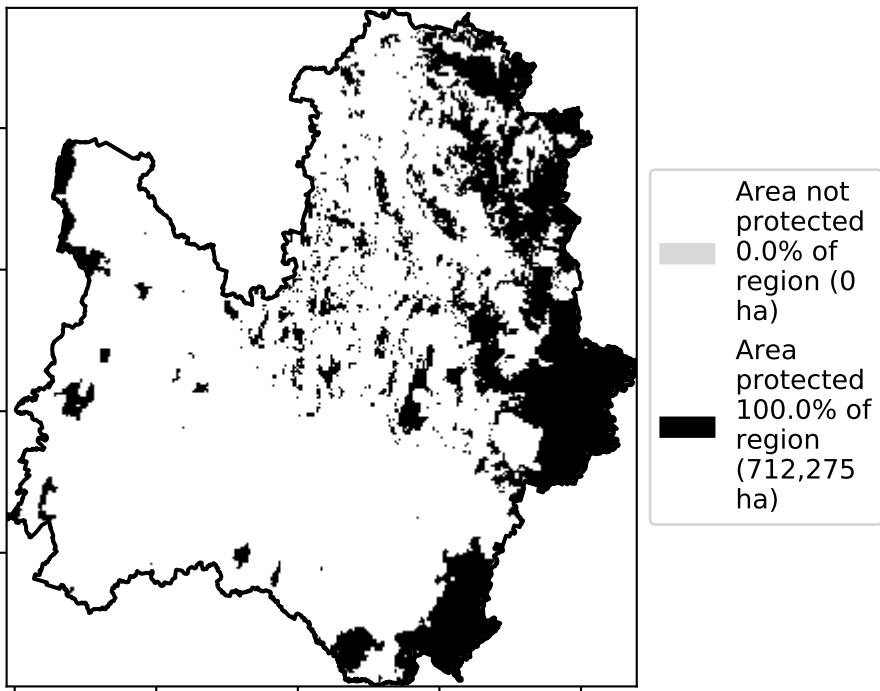 Area not
protected
0.0% of
region (0
ha)
Area
protected
100.0% of
region
(712,275
ha)